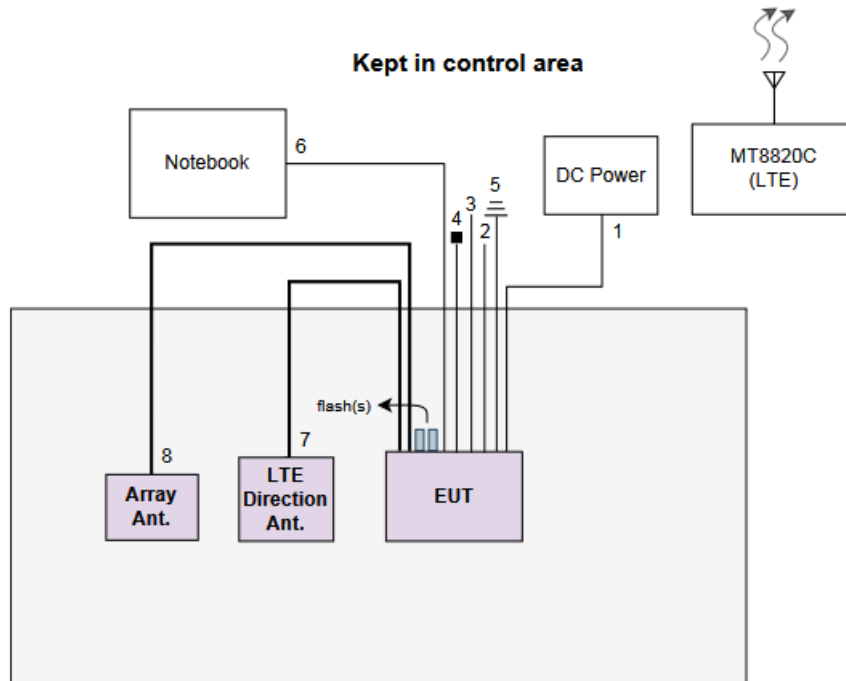 Kept in control area
Notebook
6
DC Power
MT8820C
(LTE)
5
3
4
2
1
flash(s)
8
7
Array
Ant.
LTE
Direction
Ant.
EUT